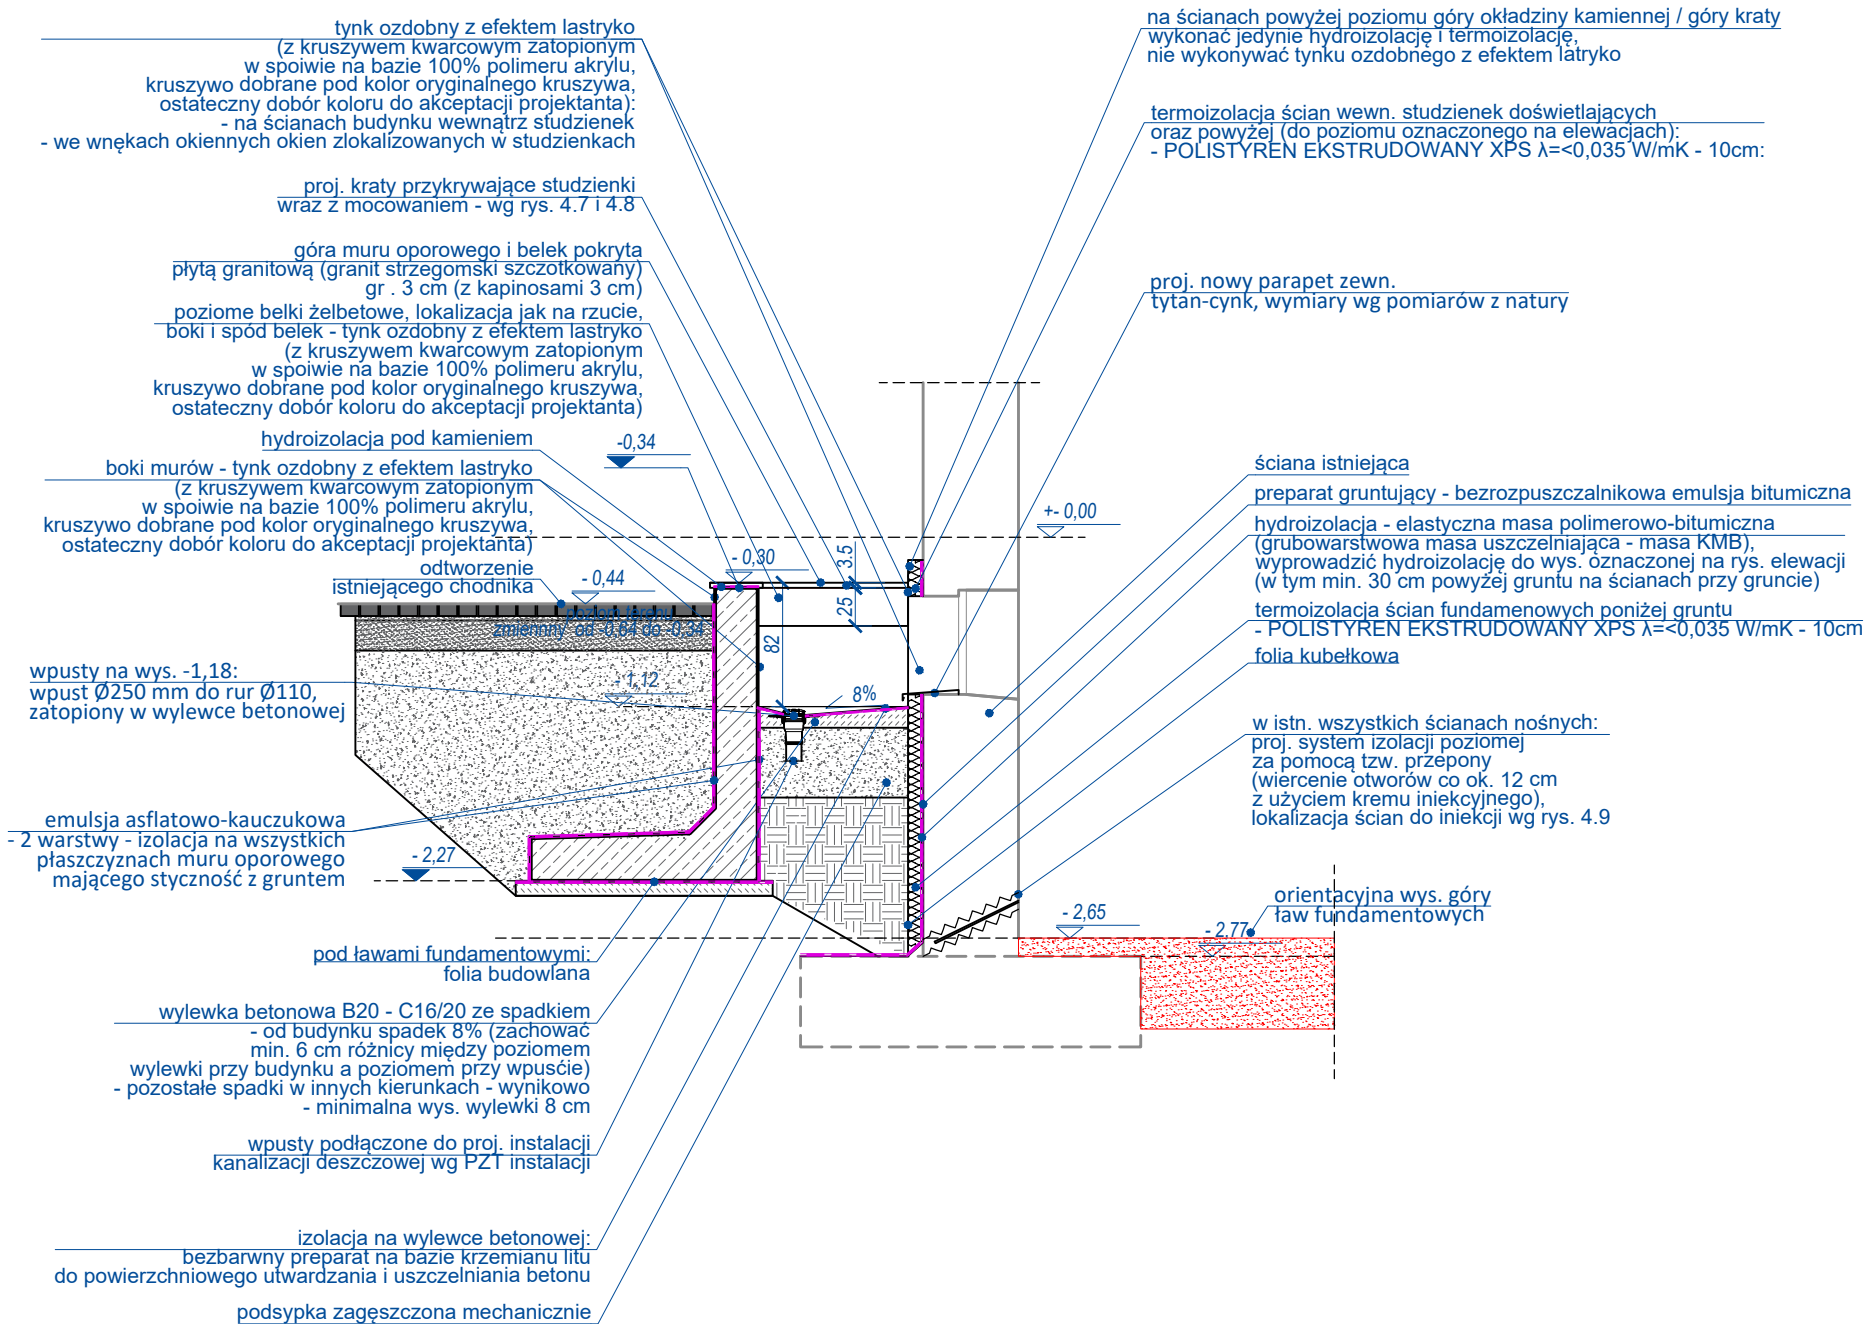 tynk ozdobny z efektem lastryko
(z kruszywem kwarcowym zatopionym
w spoiwie na bazie 100% polimeru akrylu,
kruszywo dobrane pod kolor oryginalnego kruszywa,
ostateczny dobór koloru do akceptacji projektanta):
- na ścianach budynku wewnątrz studzienek
- we wnękach okiennych okien zlokalizowanych w studzienkach
proj. kraty przykrywające studzienki
wraz z mocowaniem - wg rys. 4.7 i 4.8
góra muru oporowego i belek pokryta
płytą granitową (granit strzegomski szczotkowany)
gr . 3 cm (z kapinosami 3 cm)
poziome belki żelbetowe, lokalizacja jak na rzucie,
boki i spód belek - tynk ozdobny z efektem lastryko
(z kruszywem kwarcowym zatopionym
w spoiwie na bazie 100% polimeru akrylu,
kruszywo dobrane pod kolor oryginalnego kruszywa,
ostateczny dobór koloru do akceptacji projektanta)
hydroizolacja pod kamieniem
boki murów - tynk ozdobny z efektem lastryko
(z kruszywem kwarcowym zatopionym
w spoiwie na bazie 100% polimeru akrylu,
kruszywo dobrane pod kolor oryginalnego kruszywa,
ostateczny dobór koloru do akceptacji projektanta)
odtworzenie
istniejącego chodnika
wpusty na wys. -1,18:
wpust Ø250 mm do rur Ø110,
zatopiony w wylewce betonowej
emulsja asflatowo-kauczukowa
- 2 warstwy - izolacja na wszystkich
płaszczyznach muru oporowego
mającego styczność z gruntem
pod ławami fundamentowymi:
folia budowlana
wylewka betonowa B20 - C16/20 ze spadkiem
- od budynku spadek 8% (zachować
min. 6 cm różnicy między poziomem
wylewki przy budynku a poziomem przy wpuśćie)
- pozostałe spadki w innych kierunkach - wynikowo
- minimalna wys. wylewki 8 cm
wpusty podłączone do proj. instalacji
kanalizacji deszczowej wg PZT instalacji
izolacja na wylewce betonowej:
bezbarwny preparat na bazie krzemianu litu
do powierzchniowego utwardzania i uszczelniania betonu
podsypka zagęszczona mechanicznie
-0,34
- 0,30
- 0,44
poziom terenu
zmiennny od -0,64 do -0,34
- 1,12
- 2,27
82
3,5
25
8%
+- 0,00
- 2,65
- 2,77
na ścianach powyżej poziomu góry okładziny kamiennej / góry kraty
wykonać jedynie hydroizolację i termoizolację,
nie wykonywać tynku ozdobnego z efektem latryko
termoizolacja ścian wewn. studzienek doświetlających
oraz powyżej (do poziomu oznaczonego na elewacjach):
- POLISTYREN EKSTRUDOWANY XPS λ=<0,035 W/mK - 10cm:
proj. nowy parapet zewn.
tytan-cynk, wymiary wg pomiarów z natury
ściana istniejąca
preparat gruntujący - bezrozpuszczalnikowa emulsja bitumiczna
hydroizolacja - elastyczna masa polimerowo-bitumiczna
(grubowarstwowa masa uszczelniająca - masa KMB),
wyprowadzić hydroizolację do wys. oznaczonej na rys. elewacji
(w tym min. 30 cm powyżej gruntu na ścianach przy gruncie)
termoizolacja ścian fundamenowych poniżej gruntu
- POLISTYREN EKSTRUDOWANY XPS λ=<0,035 W/mK - 10cm
folia kubełkowa
w istn. wszystkich ścianach nośnych:
proj. system izolacji poziomej
za pomocą tzw. przepony
(wiercenie otworów co ok. 12 cm
z użyciem kremu iniekcyjnego),
lokalizacja ścian do iniekcji wg rys. 4.9
orientacyjna wys. góry
ław fundamentowych